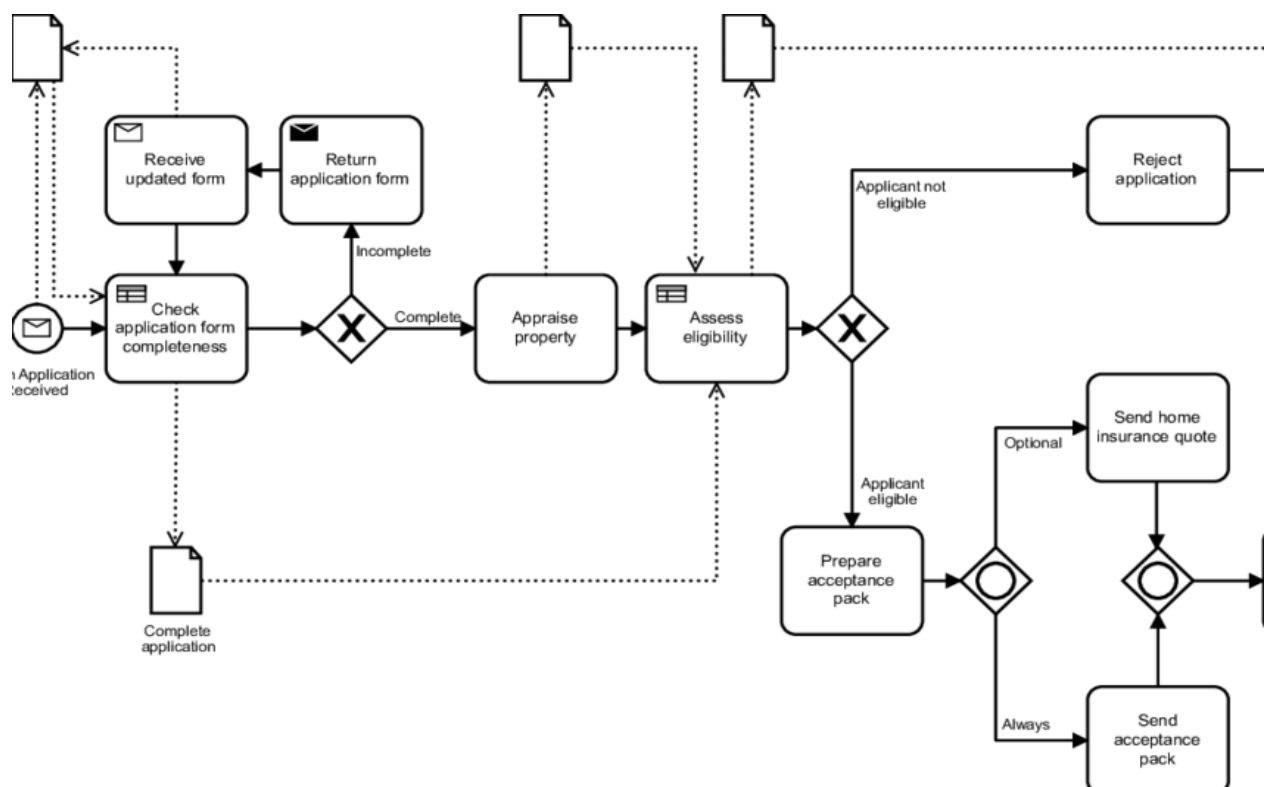 Receive
updated form
Return
application form
Incomplete
Check
application form
completeness
Application
Complete
Appraise
property
Assess
eligibility
Applicant not
eligible
Reject
application
Applicant
eligible
Optional
Send home
insurance quote
Prepare
acceptance
pack
Always
Send
acceptance
pack
Complete
application